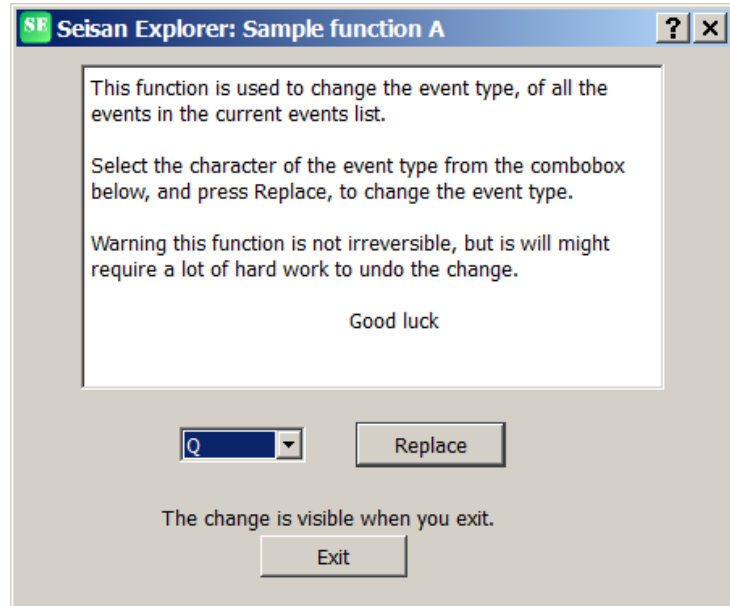 SE Seisan Explorer: Sample function A ? ×
This function is used to change the event type, of all the
events in the current events list.
Select the character of the event type from the combobox
below, and press Replace, to change the event type.
Warning this function is not irreversible, but is will might
require a lot of hard work to undo the change.
Good luck
Q Replace
The change is visible when you exit.
Exit